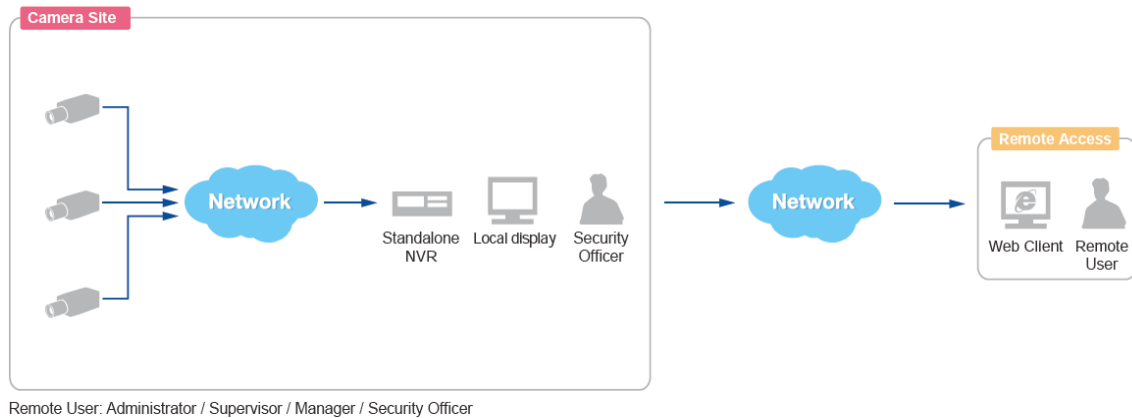 Camera Site
Network
Standalone
NVR
Local display
Security
Officer
Network
Remote Access
Web Client
Remote
User
Remote User: Administrator / Supervisor / Manager / Security Officer